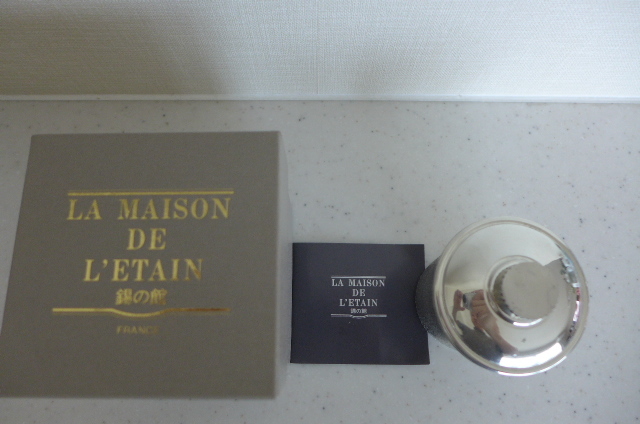 LA MAISON
DE
L'ETAIN
錫の館
FRANCE
LA MAISON
DE
L'ETAIN
錫の館